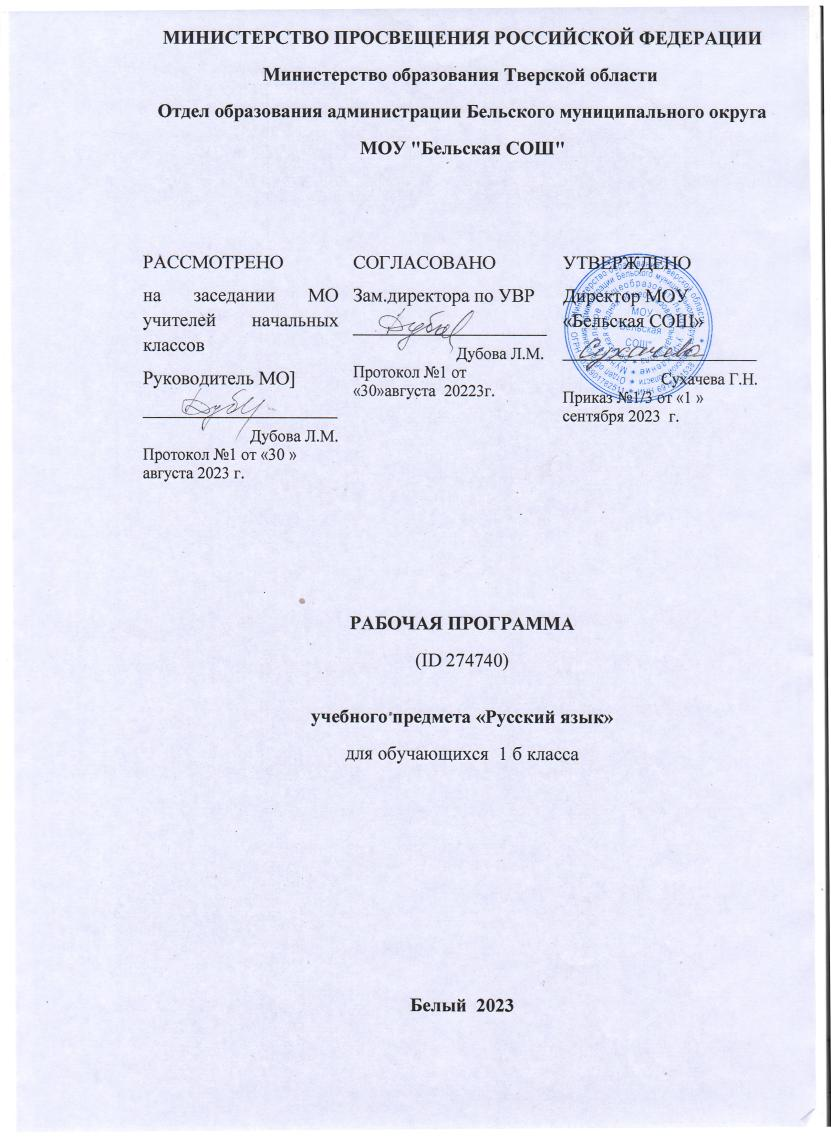 МИНИСТЕРСТВО ПРОСВЕЩЕНИЯ РОССИЙСКОЙ ФЕДЕРАЦИИ
Министерство образования Тверской области
Отдел образования администрации Бельского муниципального округа
МОУ "Бельская СОШ"
РАССМОТРЕНО
на заседании МО
учителей начальных
классов
Руководитель МО]
Дубова Л.М.
Протокол №1 от «30 »
августа 2023 г.
СОГЛАСОВАНО
Зам.директора по УВР
Дубова Л.М.
Протокол №1 от
«30»августа 20223г.
УТВЕРЖДЕНО
Директор МОУ
«Бельская СОШ»
Сухачева Г.Н.
Приказ №1/3 от «1 »
сентября 2023 г.
МОУ
"Бельская
СОШ"
РАБОЧАЯ ПРОГРАММА
(ID 274740)
учебного предмета «Русский язык»
для обучающихся 1 б класса
Белый 2023